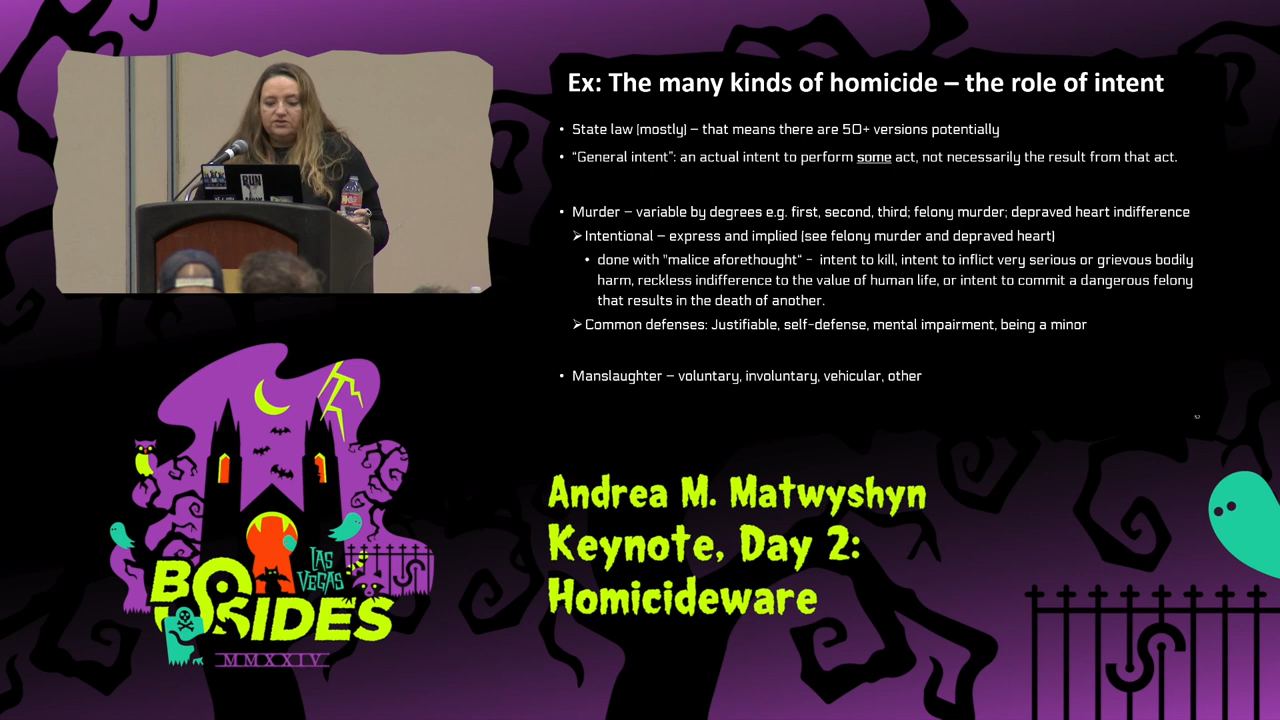 Ex: The many kinds of homicide – the role of intent
• State law (mostly) – that means there are 50+ versions potentially
• “General intent”: an actual intent to perform some act, not necessarily the result from that act.
• Murder – variable by degrees e.g. first, second, third; felony murder; depraved heart indifference
➢Intentional – express and implied (see felony murder and depraved heart)
• done with "malice aforethought" – intent to kill, intent to inflict very serious or grievous bodily
harm, reckless indifference to the value of human life, or intent to commit a dangerous felony
that results in the death of another.
➢Common defenses: Justifiable, self-defense, mental impairment, being a minor
• Manslaughter – voluntary, involuntary, vehicular, other
RUN
LAS
VEGAS
BSIDES
MMXXIV
Andrea M. Matwyshyn
Keynote, Day 2:
Homicideware